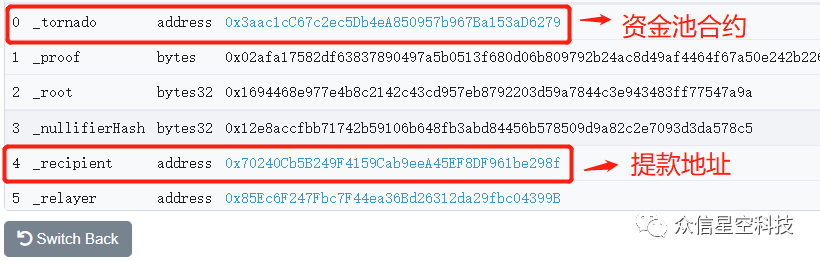 0 _tornado address 0x3aac1cC67c2ec5Db4eA850957b967Ba153aD6279 资金池合约
1 _proof bytes 0x02afa17582df63837890497a5b0513f680d06b809792b24ac8d49af4464f67a50e242b226
2 _root bytes32 0x1694468e977e4b8c2142c43cd957eb8792203d59a7844c3e943483ff77547a9a
3 _nullifierHash bytes32 0x12e8accfbb71742b59106b648fb3abd84456b578509d9a82c2e7093d3da578c5
4 _recipient address 0x70240Cb5B249F4159Cab9eeA45EF8DF961be298f 提款地址
5 _relayer address 0x85Ec6F247Fbc7F44ea36Bd26312da29fbc04399B
众信星空科技
Switch Back